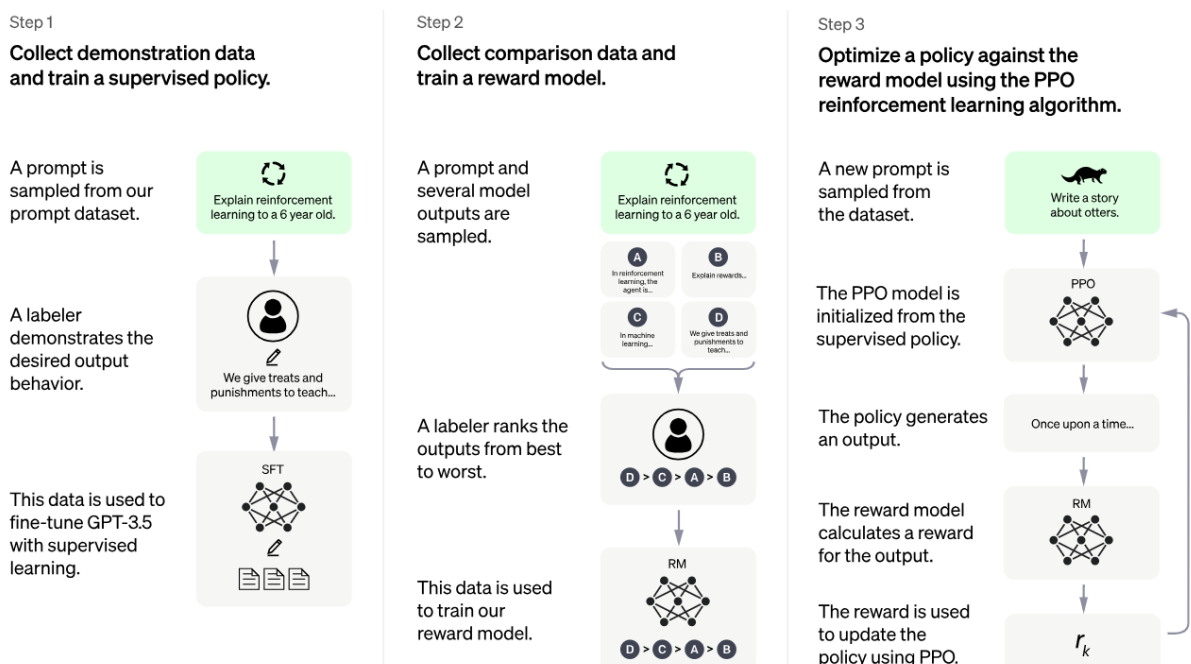 Step 1
Collect demonstration data
and train a supervised policy.
A prompt is
sampled from our
prompt dataset.
Explain reinforcement
learning to a 6 year old.
A labeler
demonstrates the
desired output
behavior.
We give treats and
punishments to teach...
This data is used to
fine-tune GPT-3.5
with supervised
learning.
SFT
Step 2
Collect comparison data and
train a reward model.
A prompt and
several model
outputs are
sampled.
Explain reinforcement
learning to a 6 year old.
A
In reinforcement
learning, the
agent is...
B
Explain rewards...
C
In machine
learning...
D
We give treats and
punishments to
teach...
A labeler ranks the
outputs from best
to worst.
D > C > A > B
This data is used
to train our
reward model.
RM
D > C > A > B
Step 3
Optimize a policy against the
reward model using the PPO
reinforcement learning algorithm.
A new prompt is
sampled from
the dataset.
Write a story
about otters.
The PPO model is
initialized from the
supervised policy.
PPO
The policy generates
an output.
Once upon a time...
The reward model
calculates a reward
for the output.
RM
The reward is used
to update the
policy using PPO.
rk